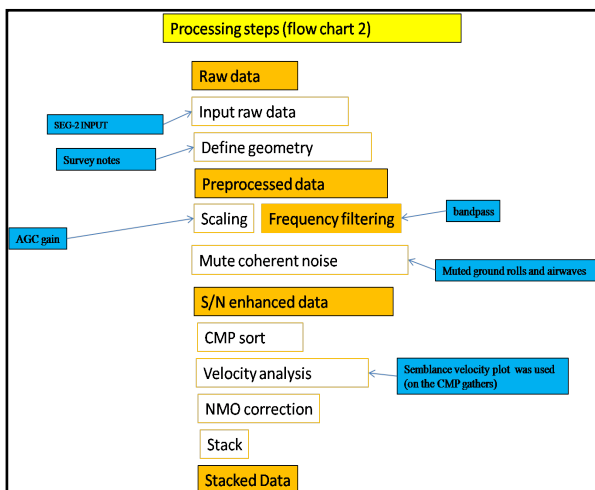 Processing steps (flow chart 2)
Raw data
Input raw data
SEG-2 INPUT
Define geometry
Survey notes
Preprocessed data
Scaling
Frequency filtering
bandpass
AGC gain
Mute coherent noise
Muted ground rolls and airwaves
S/N enhanced data
CMP sort
Velocity analysis
Semblance velocity plot was used
(on the CMP gathers)
NMO correction
Stack
Stacked Data